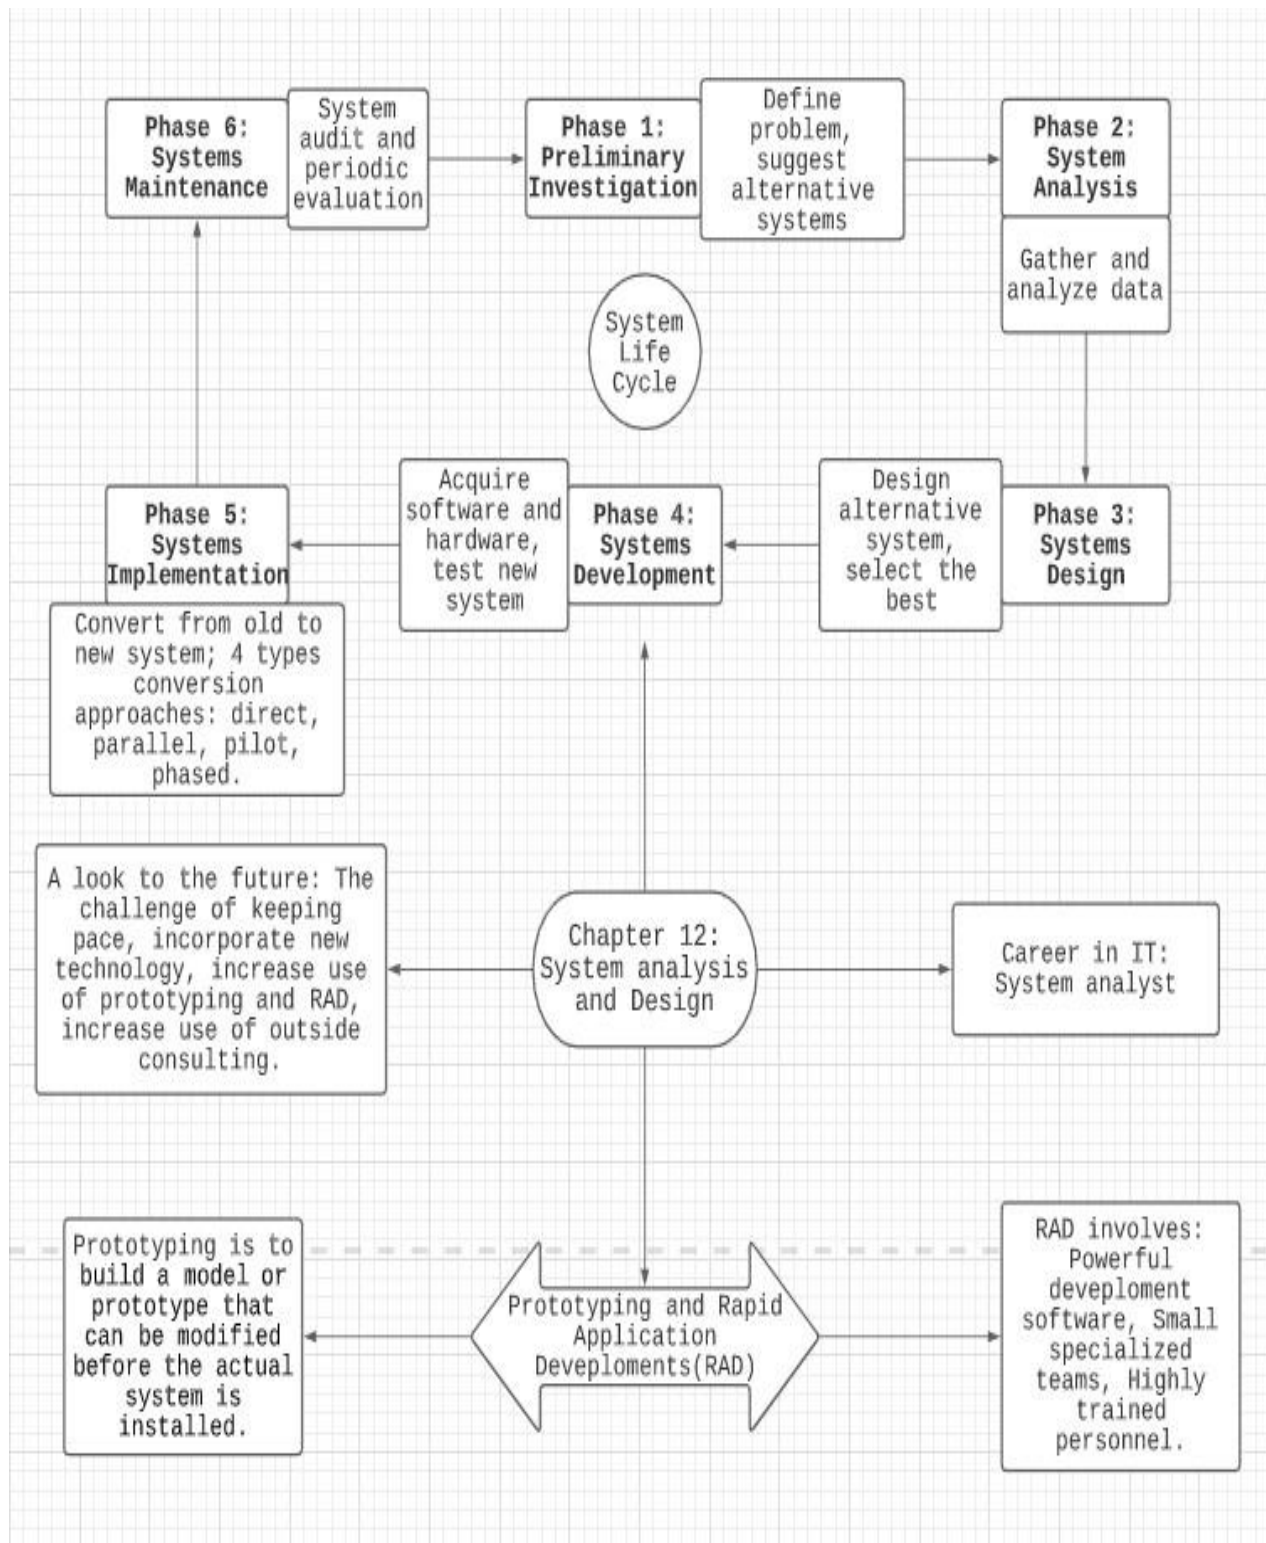 Phase 6:
Systems
Maintenance
System
audit and
periodic
evaluation
Phase 1:
Preliminary
Investigation
Define
problem,
suggest
alternative
systems
Phase 2:
System
Analysis
Gather and
analyze data
System
Life
Cycle
Phase 5:
Systems
Implementation
Convert from old to
new system; 4 types
conversion
approaches: direct,
parallel, pilot,
phased.
Acquire
software and
hardware,
test new
system
Phase 4:
Systems
Development
Design
alternative
system,
select the
best
Phase 3:
Systems
Design
A look to the future: The
challenge of keeping
pace, incorporate new
technology, increase use
of prototyping and RAD,
increase use of outside
consulting.
Chapter 12:
System analysis
and Design
Career in IT:
System analyst
Prototyping is to
build a model or
prototype that
can be modified
before the actual
system is
installed.
Prototyping and Rapid
Application
Deveploments(RAD)
RAD involves:
Powerful
deveploment
software, Small
specialized
teams, Highly
trained
personnel.